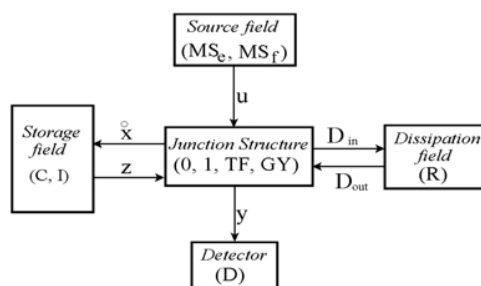 Source field
(MSe, MSf)
u
Storage
field
(C, I)
x̊
z
Junction Structure
(0, 1, TF, GY)
Din
Dout
Dissipation
field
(R)
y
Detector
(D)